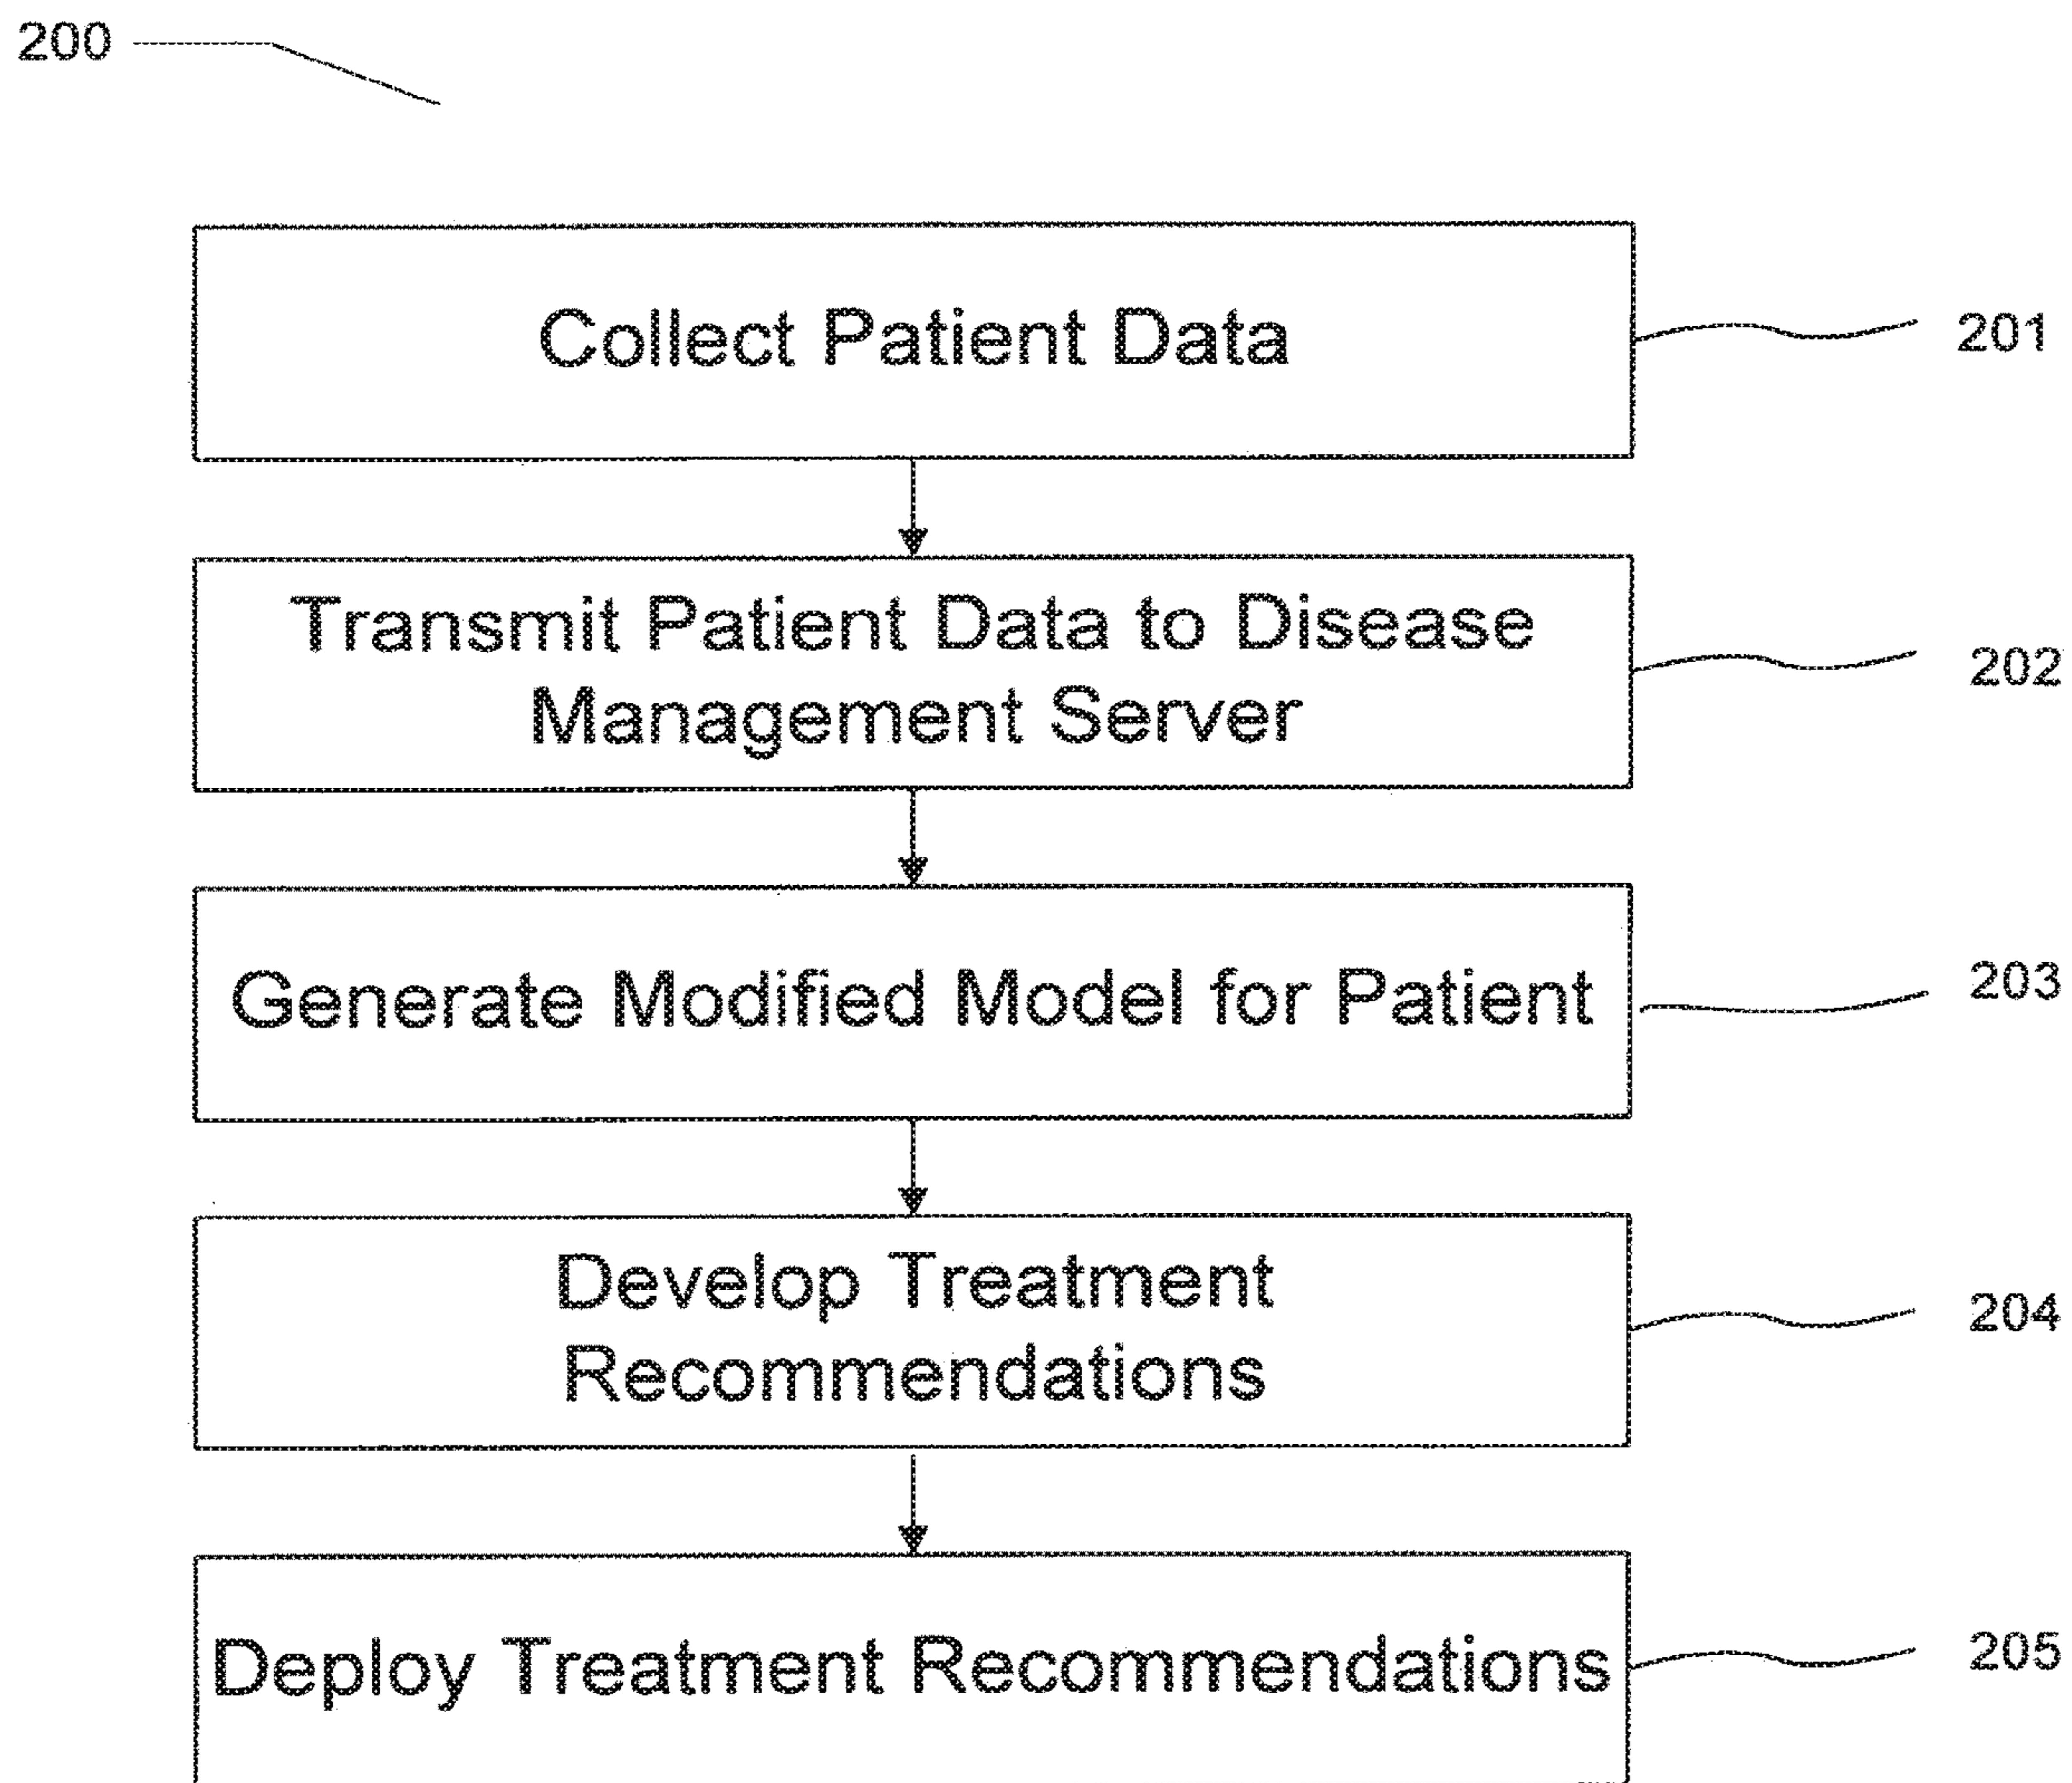 200
Collect Patient Data
201
Transmit Patient Data to Disease
Management Server
202
Generate Modified Model for Patient
203
Develop Treatment
Recommendations
204
Deploy Treatment Recommendations
205